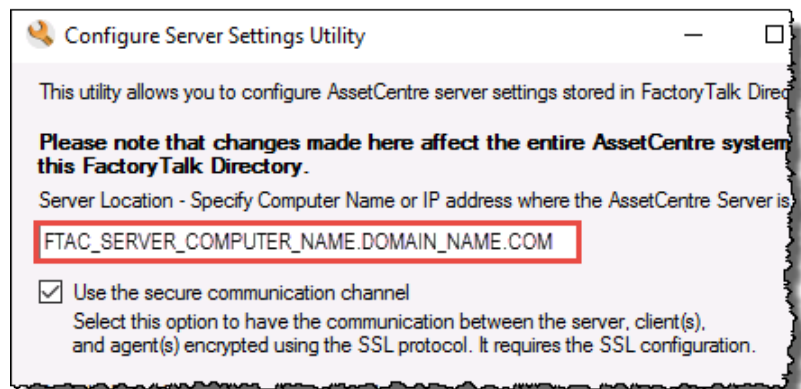 Configure Server Settings Utility
This utility allows you to configure AssetCentre server settings stored in FactoryTalk
Please note that changes made here affect the entire AssetCentre system
this FactoryTalk Directory.
Server Location - Specify Computer Name or IP address where the AssetCentre Server is
FTAC_SERVER_COMPUTER_NAME.DOMAIN_NAME.COM
Use the secure communication channel
Select this option to have the communication between the server, client(s),
and agent(s) encrypted using the SSL protocol. It requires the SSL configuration.